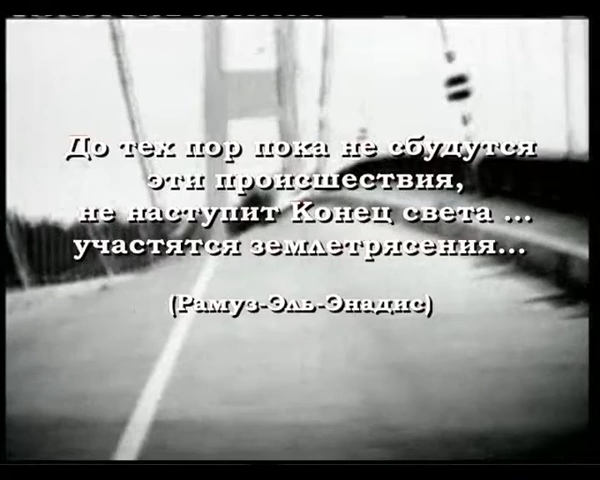 До тех пор пока не сбудутся
эти происшествия,
не наступит Конец света ...
участятся землетрясения...
(Рамуз-Эль-Энадис)